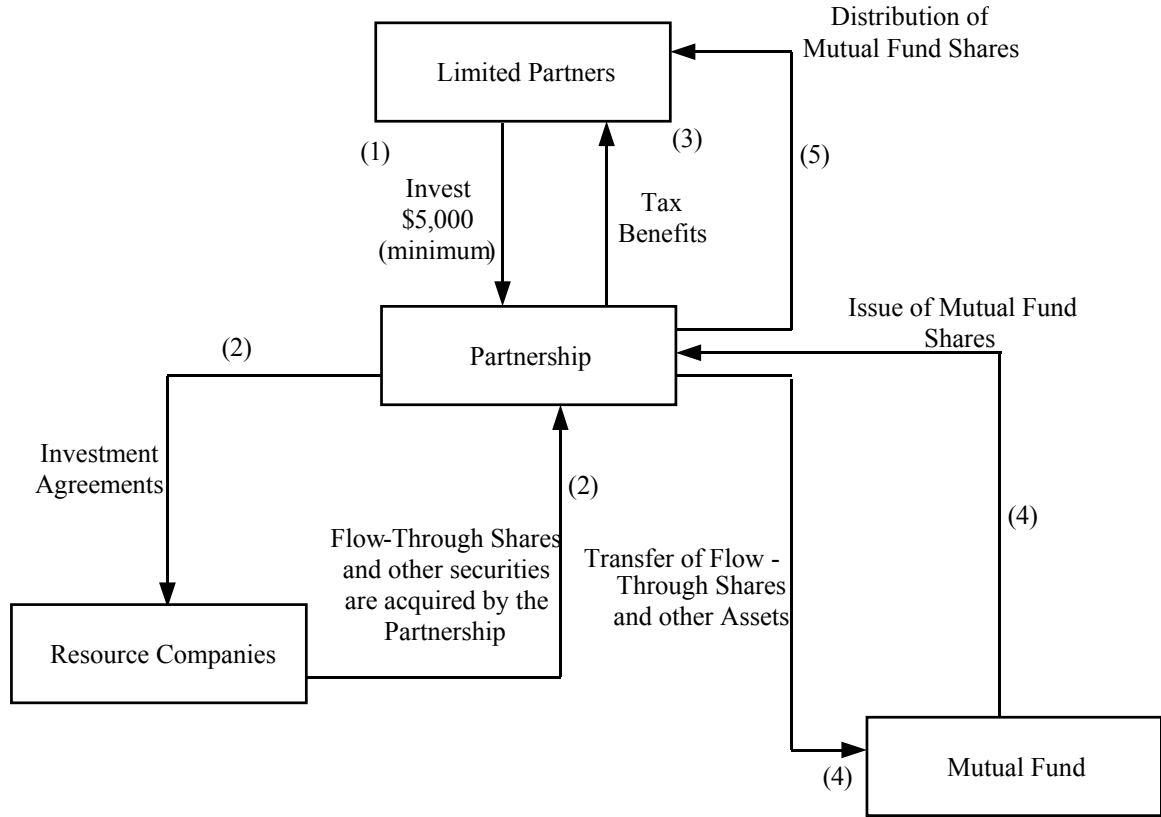 Distribution of
Mutual Fund Shares
Limited Partners
(1)
(3)
(5)
Invest
$5,000
(minimum)
Tax
Benefits
Issue of Mutual Fund
Shares
(2)
Partnership
Investment
Agreements
(2)
(4)
Flow-Through Shares
and other securities
are acquired by the
Partnership
Transfer of Flow -
Through Shares
and other Assets
Resource Companies
(4)
Mutual Fund